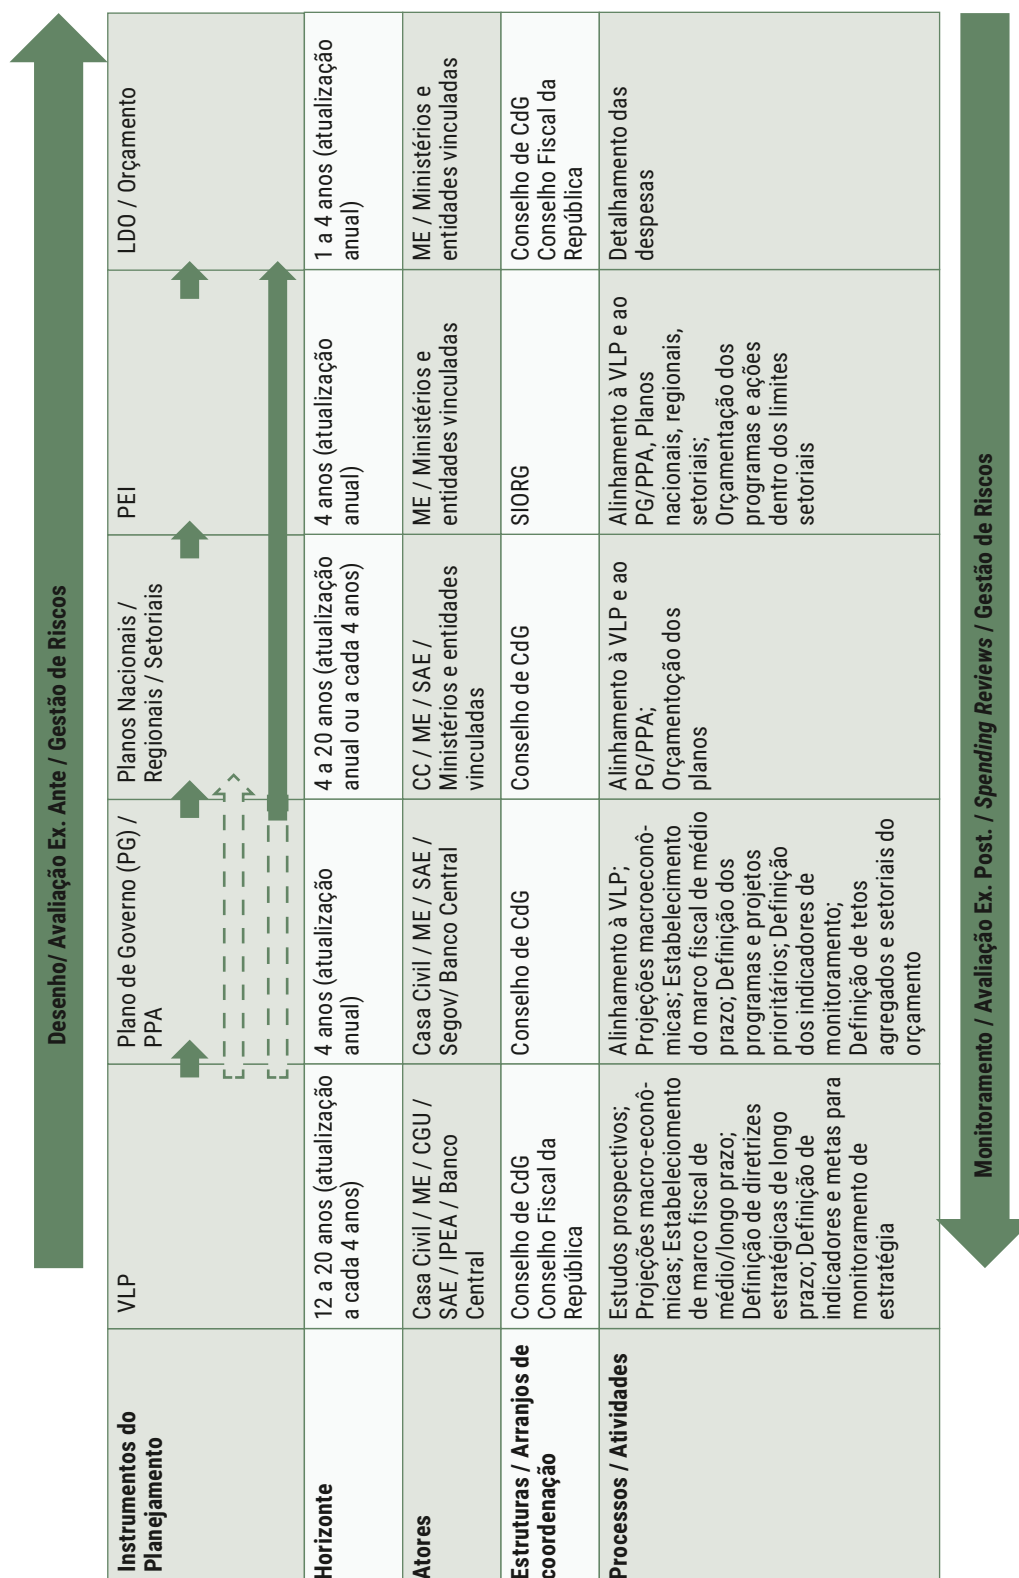 Desenho/ Avaliação Ex. Ante / Gestão de Riscos
Instrumentos do
Planejamento
VLP
Plano de Governo (PG) /
PPA
Planos Nacionais /
Regionais / Setoriais
PEI
LDO / Orçamento
Horizonte
12 a 20 anos (atualização
a cada 4 anos)
4 anos (atualização
anual)
4 a 20 anos (atualização
anual ou a cada 4 anos)
4 anos (atualização
anual)
1 a 4 anos (atualização
anual)
Atores
Casa Civil / ME / CGU /
SAE / IPEA / Banco
Central
Casa Civil / ME / SAE /
Segov/ Banco Central
CC / ME / SAE /
Ministérios e entidades
vinculadas
ME / Ministérios e
entidades vinculadas
ME / Ministérios e
entidades vinculadas
Estruturas / Arranjos de
coordenação
Conselho de CdG
Conselho Fiscal da
República
Conselho de CdG
Conselho de CdG
SIORG
Conselho de CdG
Conselho Fiscal da
República
Processos / Atividades
Estudos prospectivos;
Projeções macro-econô-
micas; Estabeleciomento
de marco fiscal de
médio/longo prazo;
Definição de diretrizes
estratégicas de longo
prazo; Definição de
indicadores e metas para
monitoramento de
estratégia
Alinhamento à VLP;
Projeções macroeconô-
micas; Estabelecimento
do marco fiscal de médio
prazo; Definição dos
programas e projetos
prioritários; Definição
dos indicadores de
monitoramento;
Definição de tetos
agregados e setoriais do
orçamento
Alinhamento à VLP e ao
PG/PPA;
Orçamentoção dos
planos
Alinhamento à VLP e ao
PG/PPA, Planos
nacionais, regionais,
setoriais;
Orçamentação dos
programas e ações
dentro dos limites
setoriais
Detalhamento das
despesas
Monitoramento / Avaliação Ex. Post. / Spending Reviews / Gestão de Riscos